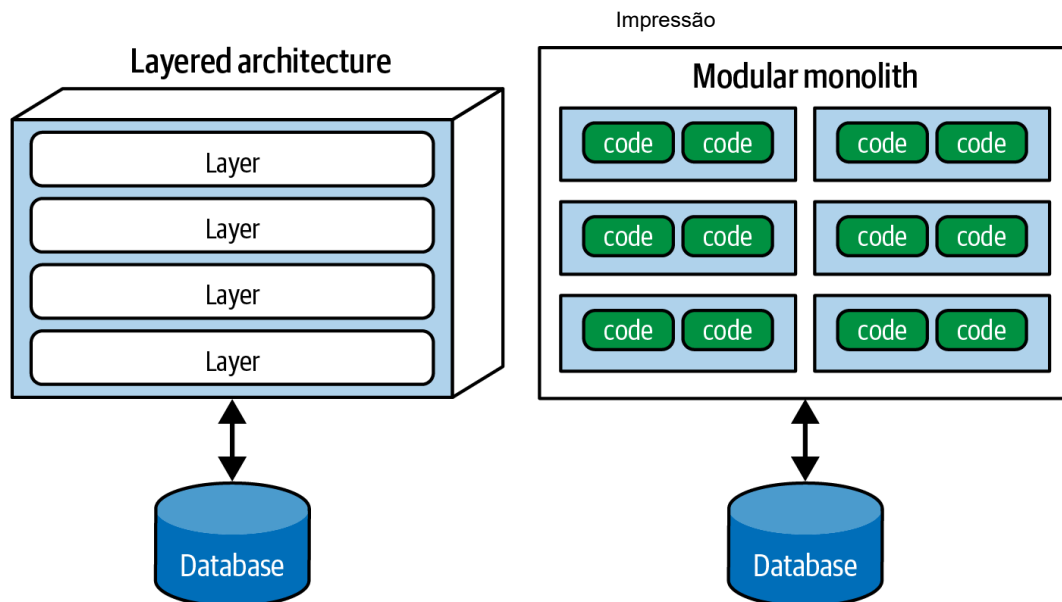 Impressão
Layered architecture
Layer
Layer
Layer
Layer
Database
Modular monolith
code code code code
code code code code
code code code code
Database